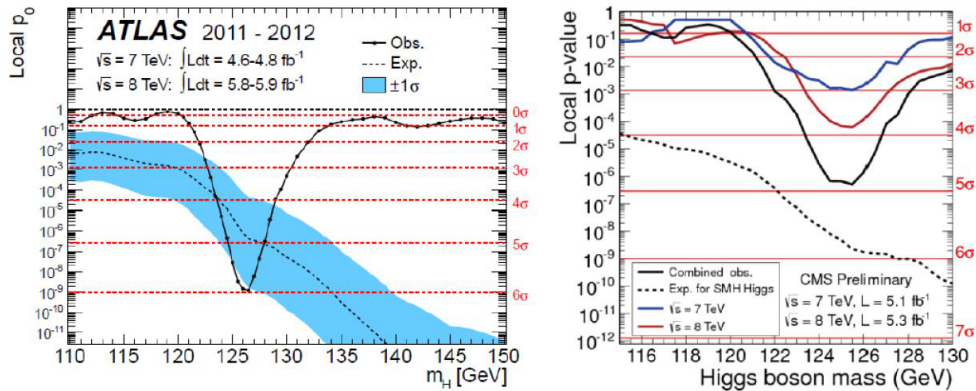 ATLAS 2011 - 2012
√s = 7 TeV: ∫Ldt = 4.6-4.8 fb⁻¹
√s = 8 TeV: ∫Ldt = 5.8-5.9 fb⁻¹
Obs.
Exp.
±1σ
Local p₀
1
10⁻¹
10⁻²
10⁻³
10⁻⁴
10⁻⁵
10⁻⁶
10⁻⁷
10⁻⁸
10⁻⁹
10⁻¹⁰
10⁻¹¹
0σ
1σ
2σ
3σ
4σ
5σ
6σ
110 115 120 125 130 135 140 145 150
m_H [GeV]
Local p-value
1
10⁻¹
10⁻²
10⁻³
10⁻⁴
10⁻⁵
10⁻⁶
10⁻⁷
10⁻⁸
10⁻⁹
10⁻¹⁰
10⁻¹¹
10⁻¹²
1σ
2σ
3σ
4σ
5σ
6σ
7σ
Combined obs.
Exp. for SMH Higgs
√s = 7 TeV
√s = 8 TeV
CMS Preliminary
√s = 7 TeV, L = 5.1 fb⁻¹
√s = 8 TeV, L = 5.3 fb⁻¹
116 118 120 122 124 126 128 130
Higgs boson mass (GeV)